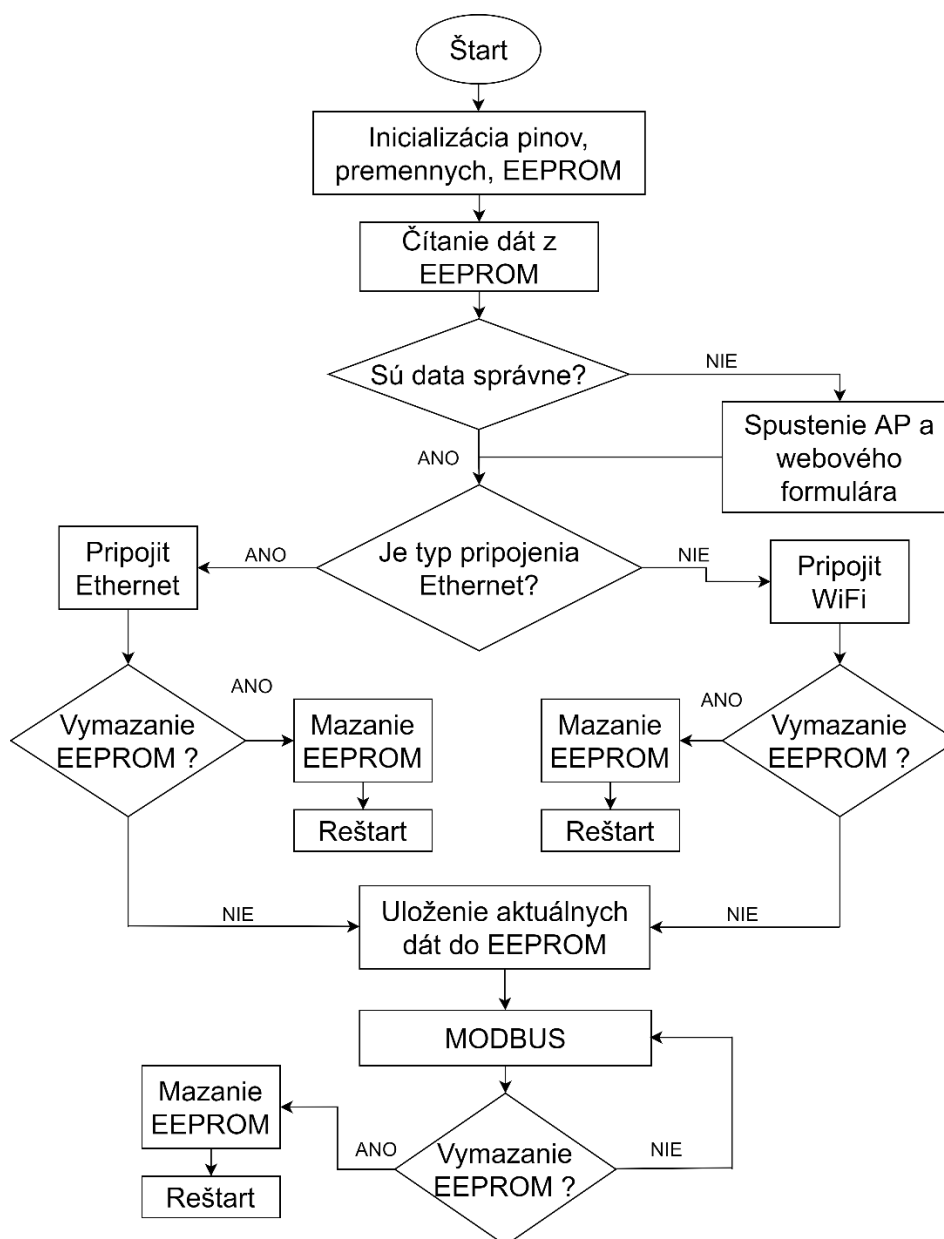 Štart
Inicializácia pinov,
premennych, EEPROM
Čítanie dát z
EEPROM
Sú data správne?
NIE
Spustenie AP a
webového
formulára
ANO
Je typ pripojenia
Ethernet?
ANO
Pripojit
Ethernet
NIE
Pripojit
WiFi
Vymazanie
EEPROM ?
ANO
Mazanie
EEPROM
Reštart
Vymazanie
EEPROM ?
ANO
Mazanie
EEPROM
Reštart
NIE
Uloženie aktuálnych
dát do EEPROM
NIE
MODBUS
Vymazanie
EEPROM ?
NIE
ANO
Mazanie
EEPROM
Reštart